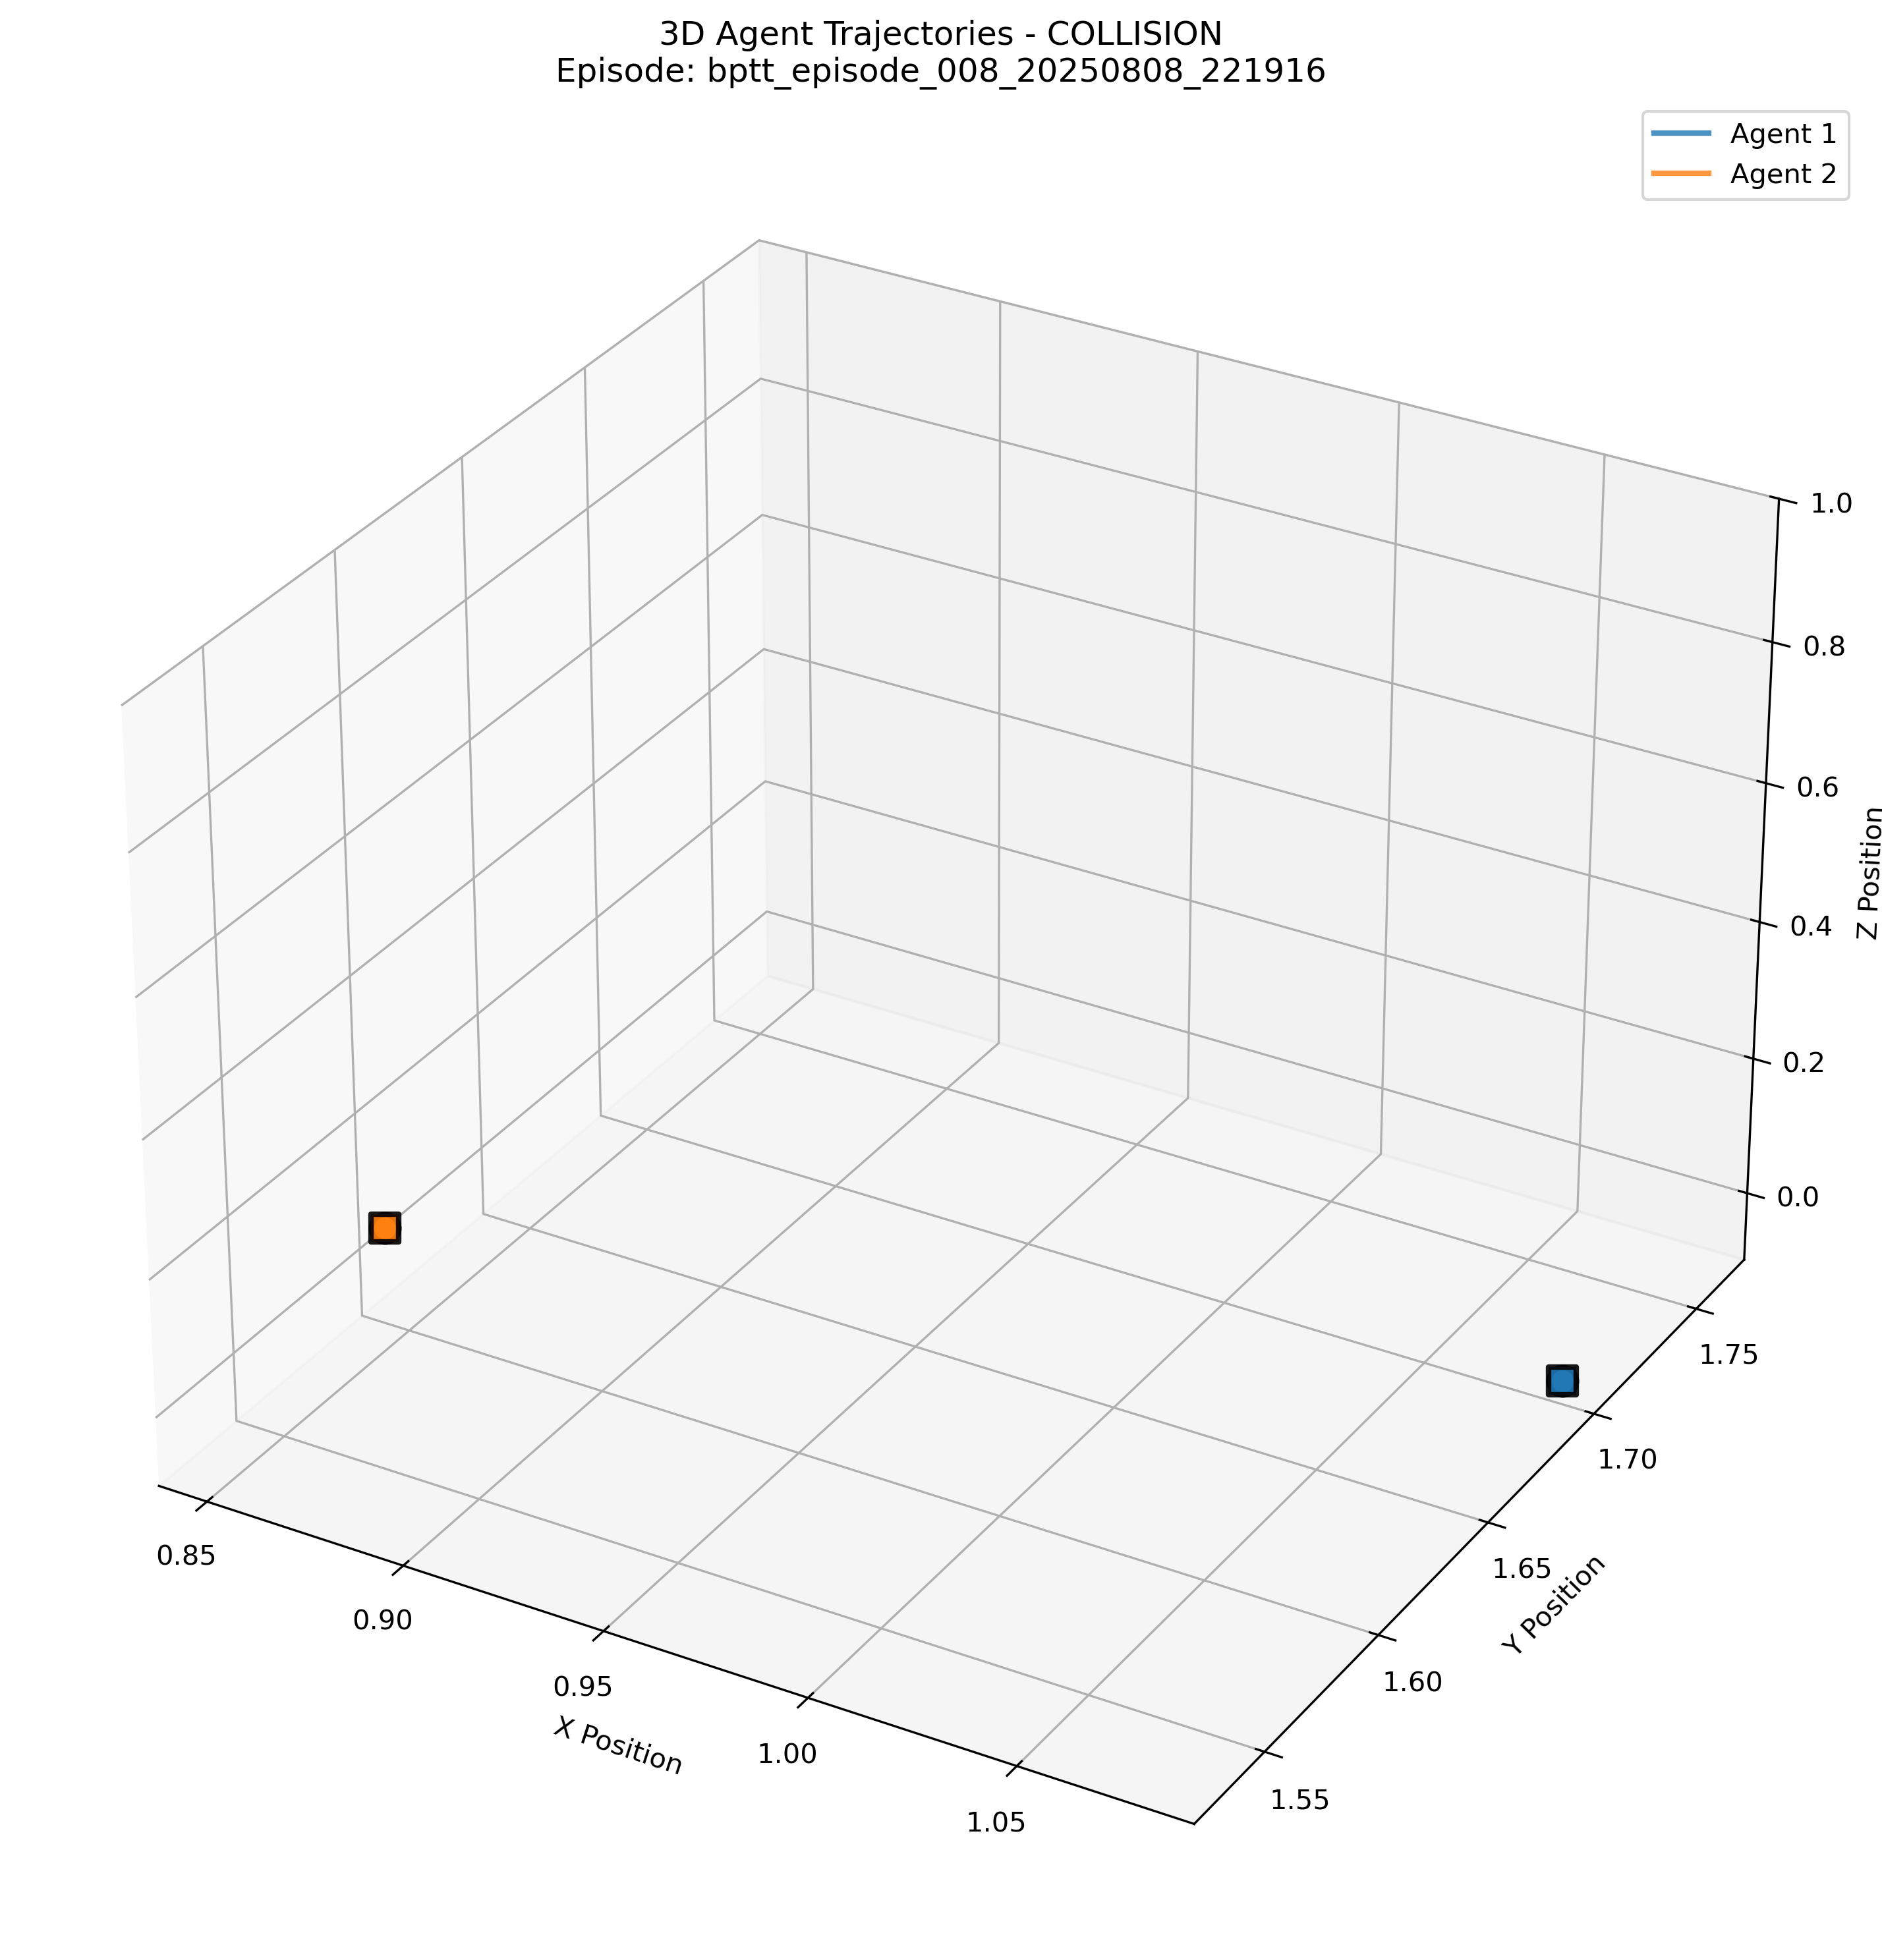 3D Agent Trajectories - COLLISION
Episode: bptt_episode_008_20250808_221916
Agent 1
Agent 2
1.0
0.8
0.6
0.4
0.2
0.0
Z Position
1.75
1.70
1.65
1.60
1.55
Y Position
0.85
0.90
0.95
1.00
1.05
X Position